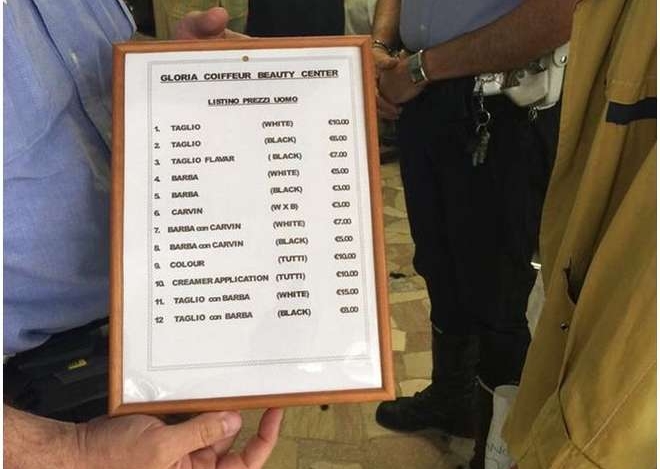 GLORIA COIFFEUR BEAUTY CENTER
LISTINO PREZZI UOMO
1. TAGLIO (WHITE) €10.00
2. TAGLIO (BLACK) €6.00
3. TAGLIO FLAVAR ( BLACK) €7.00
4. BARBA (WHITE) €5.00
5. BARBA (BLACK) €3.00
6. CARVIN (W X B) €3.00
7. BARBA con CARVIN (WHITE) €7.00
8. BARBA con CARVIN (BLACK) €5.00
9. COLOUR (TUTTI) €10.00
10. CREAMER APPLICATION (TUTTI) €10.00
11. TAGLIO con BARBA (WHITE) €15.00
12 TAGLIO con BARBA (BLACK) €8.00